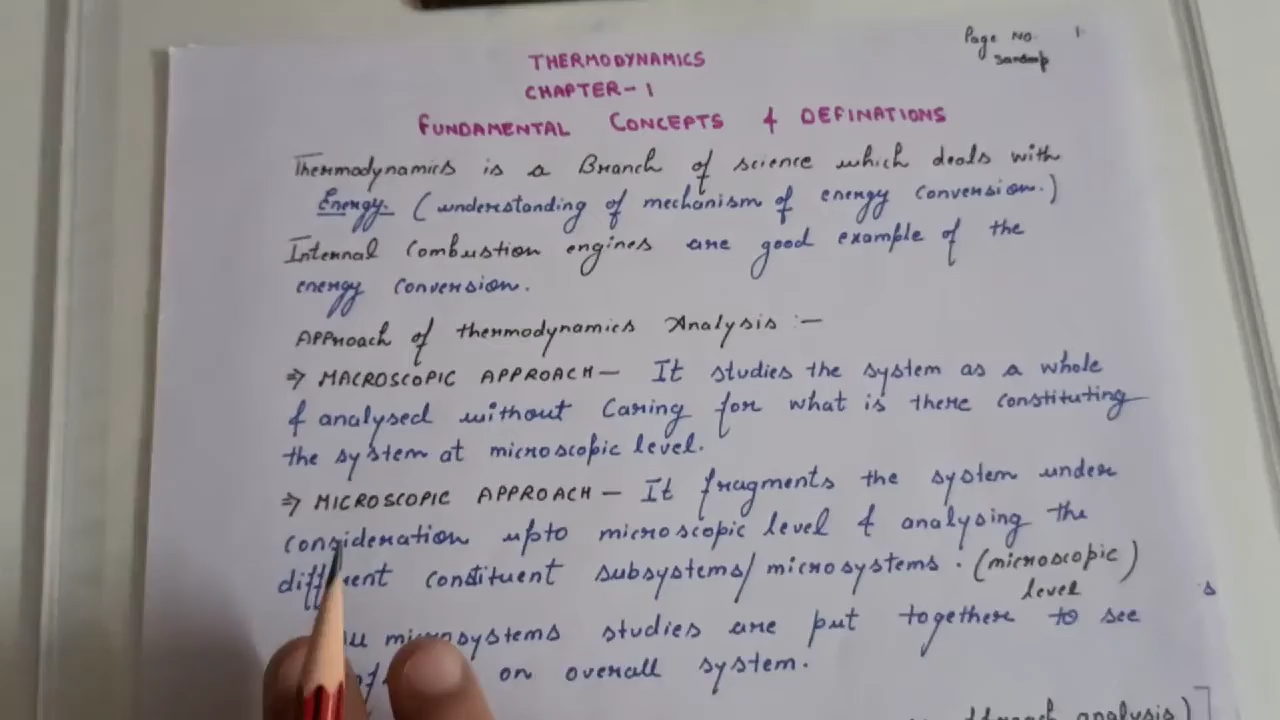 Page No. 1
Sandeep
THERMODYNAMICS
CHAPTER-1
FUNDAMENTAL CONCEPTS & DEFINATIONS
Thermodynamics is a Branch of science which deals with
Energy. (understanding of mechanism of energy conversion.)
Internal Combustion engines are good example of the
energy conversion.
Approach of thermodynamics Analysis :-
⇒ MACROSCOPIC APPROACH - It studies the system as a whole
& analysed without Caring for what is there constituting
the system at microscopic level.
⇒ MICROSCOPIC APPROACH - It fragments the system under
consideration upto microscopic level & analysing the
different constituent subsystems/microsystems. (microscopic)
level
microsystems studies are put together to see
on overall system.
analysis)]